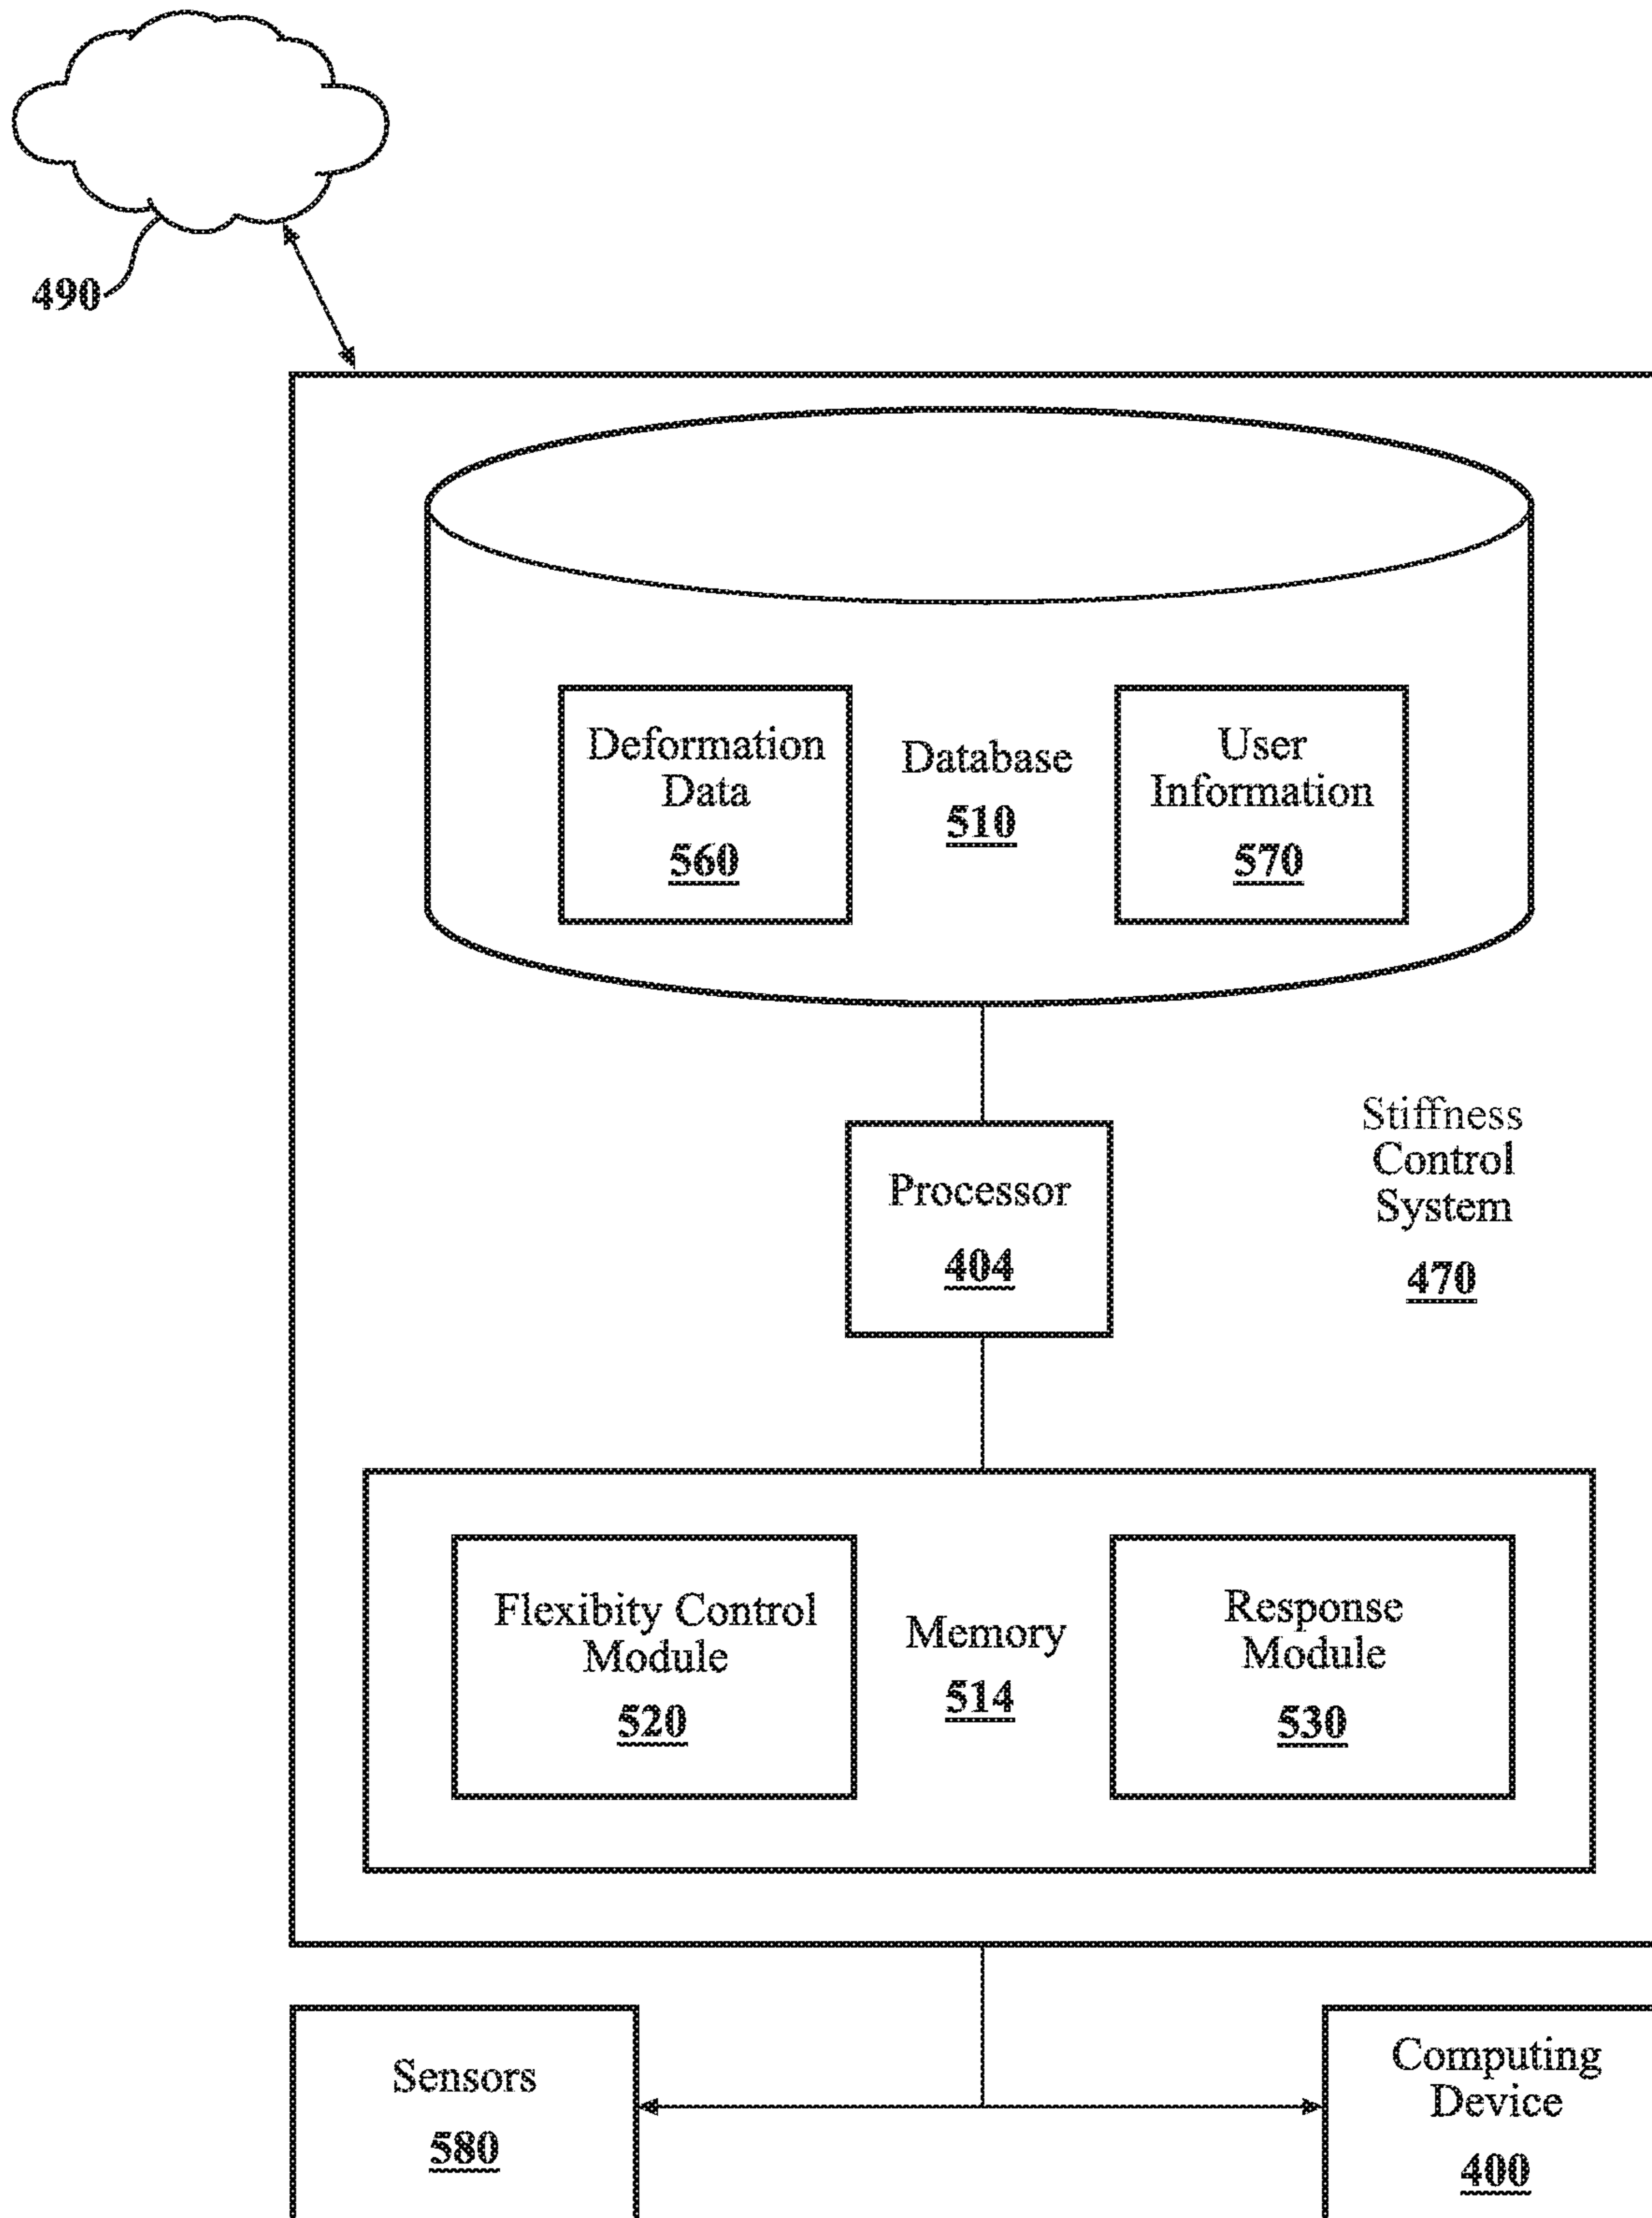 490
Deformation
Data
560
Database
510
User
Information
570
Processor
404
Stiffness
Control
System
470
Flexibity Control
Module
520
Memory
514
Response
Module
530
Sensors
580
Computing
Device
400